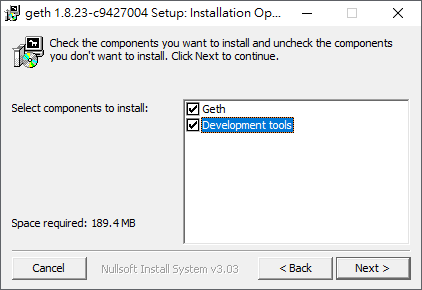 geth 1.8.23-c9427004 Setup: Installation Op...
Check the components you want to install and uncheck the components
you don't want to install. Click Next to continue.
Select components to install:
Geth
Development tools
Space required: 189.4 MB
Cancel
Nullsoft Install System v3.03
< Back
Next >